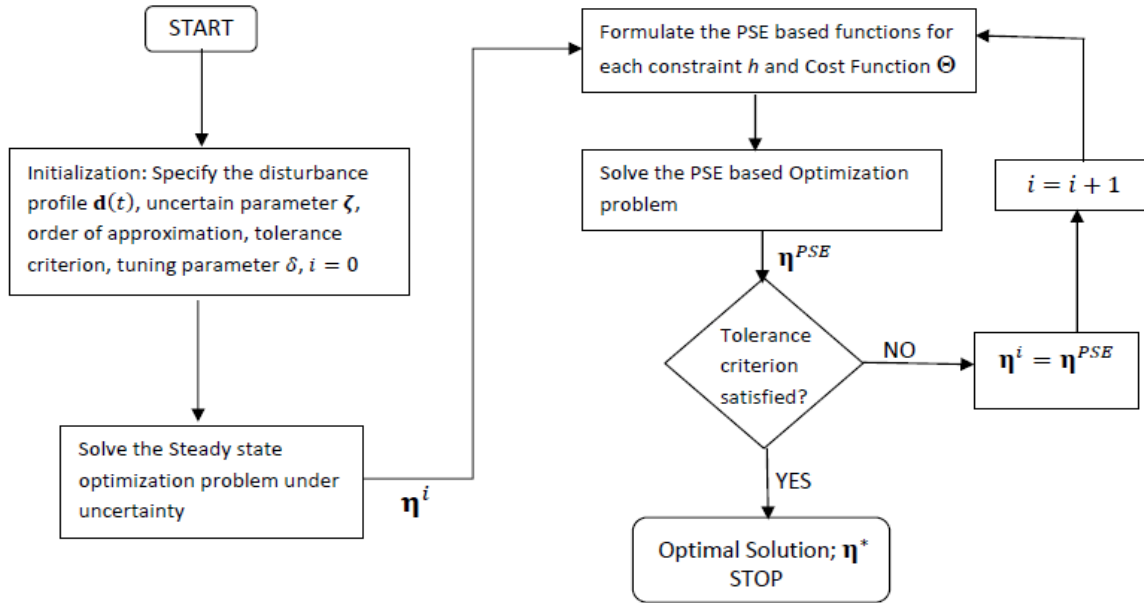 START
Initialization: Specify the disturbance
profile 𝐝(𝑡), uncertain parameter 𝜻,
order of approximation, tolerance
criterion, tuning parameter 𝛿, 𝑖 = 0
Solve the Steady state
optimization problem under
uncertainty
𝛈ⁱ
Formulate the PSE based functions for
each constraint h and Cost Function Θ
Solve the PSE based Optimization
problem
𝛈^{PSE}
Tolerance
criterion
satisfied?
NO
𝛈ⁱ = 𝛈^{PSE}
𝑖 = 𝑖 + 1
YES
Optimal Solution; 𝛈*
STOP